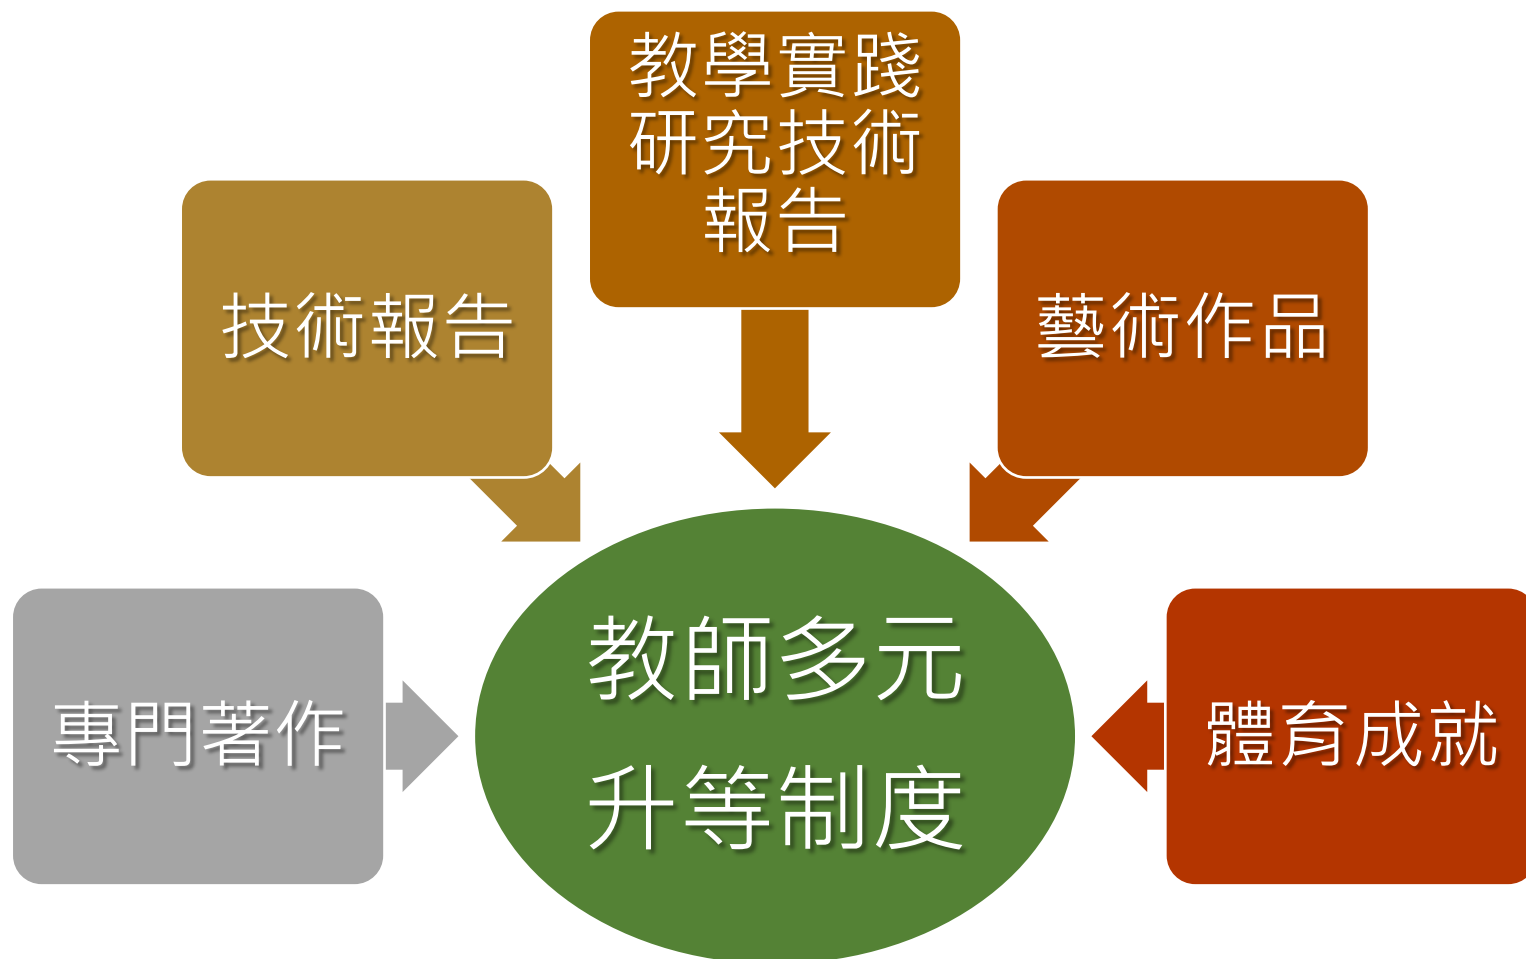 教學實踐
研究技術
報告
技術報告
藝術作品
專門著作
教師多元
升等制度
體育成就